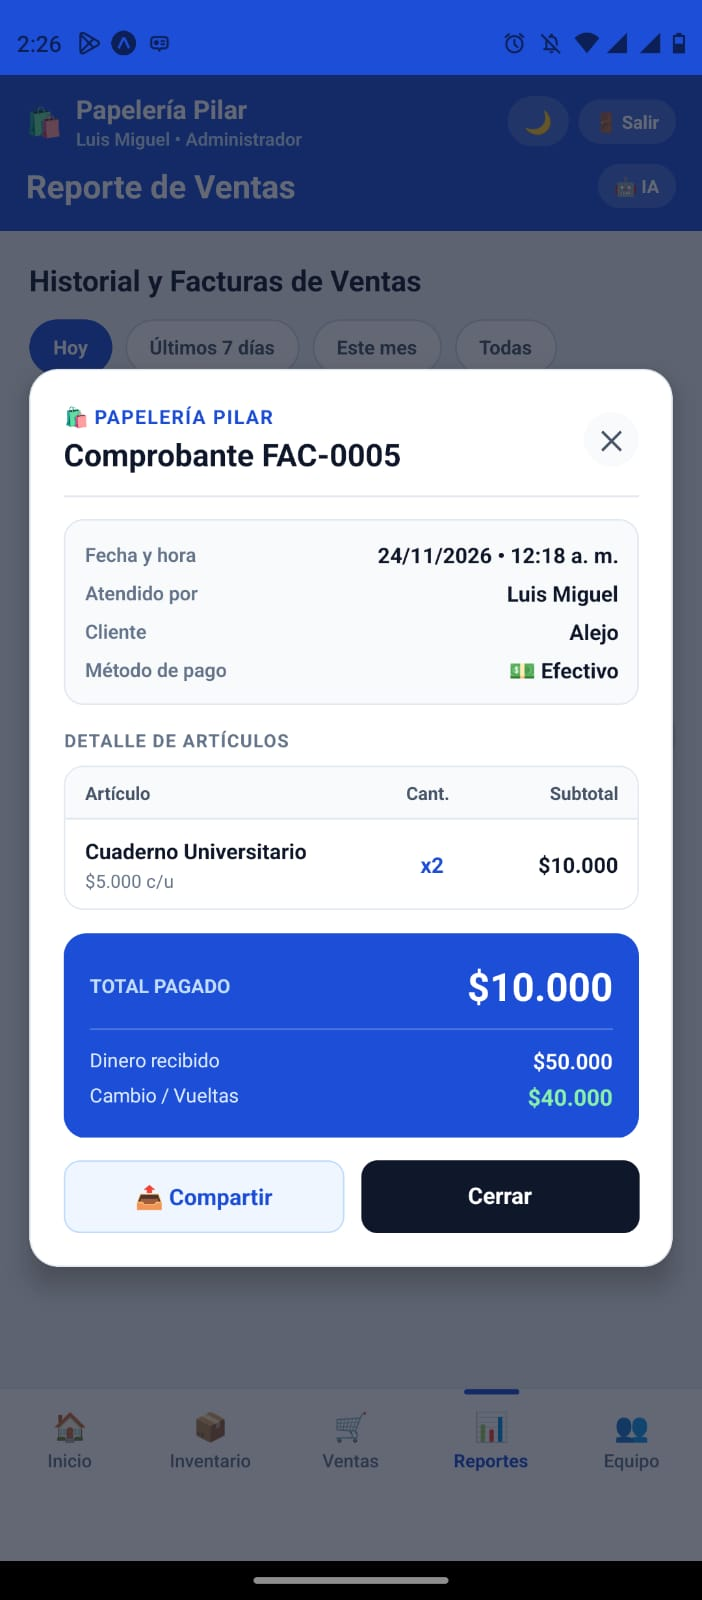 2:26
Papelería Pilar
Luis Miguel • Administrador
Salir
Reporte de Ventas
IA
Historial y Facturas de Ventas
Hoy
Últimos 7 días
Este mes
Todas
PAPELERÍA PILAR
Comprobante FAC-0005
Fecha y hora 24/11/2026 • 12:18 a. m.
Atendido por Luis Miguel
Cliente Alejo
Método de pago Efectivo
DETALLE DE ARTÍCULOS
Artículo Cant. Subtotal
Cuaderno Universitario x2 $10.000
$5.000 c/u
TOTAL PAGADO $10.000
Dinero recibido $50.000
Cambio / Vueltas $40.000
Compartir
Cerrar
Inicio
Inventario
Ventas
Reportes
Equipo